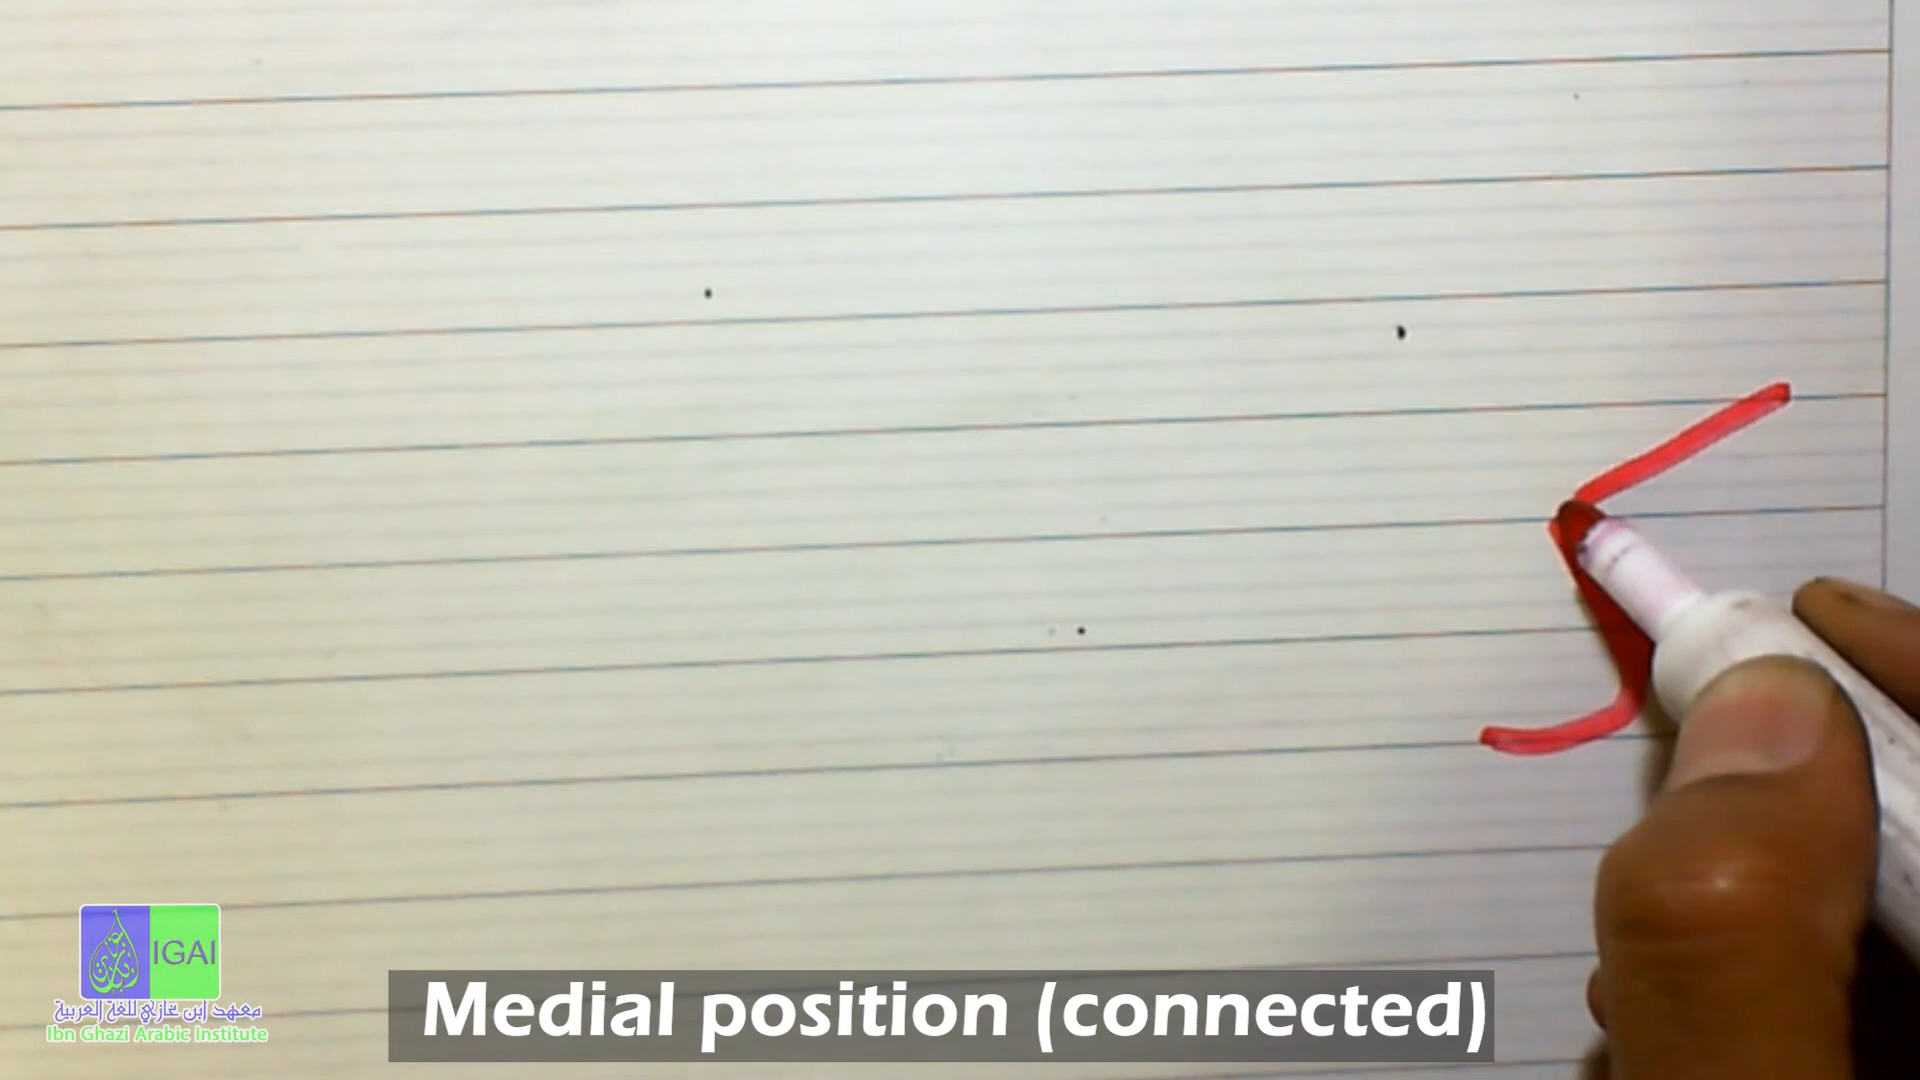 IGAI
معهد ابن غازي للغة العربية
Ibn Ghazi Arabic Institute
Medial position (connected)